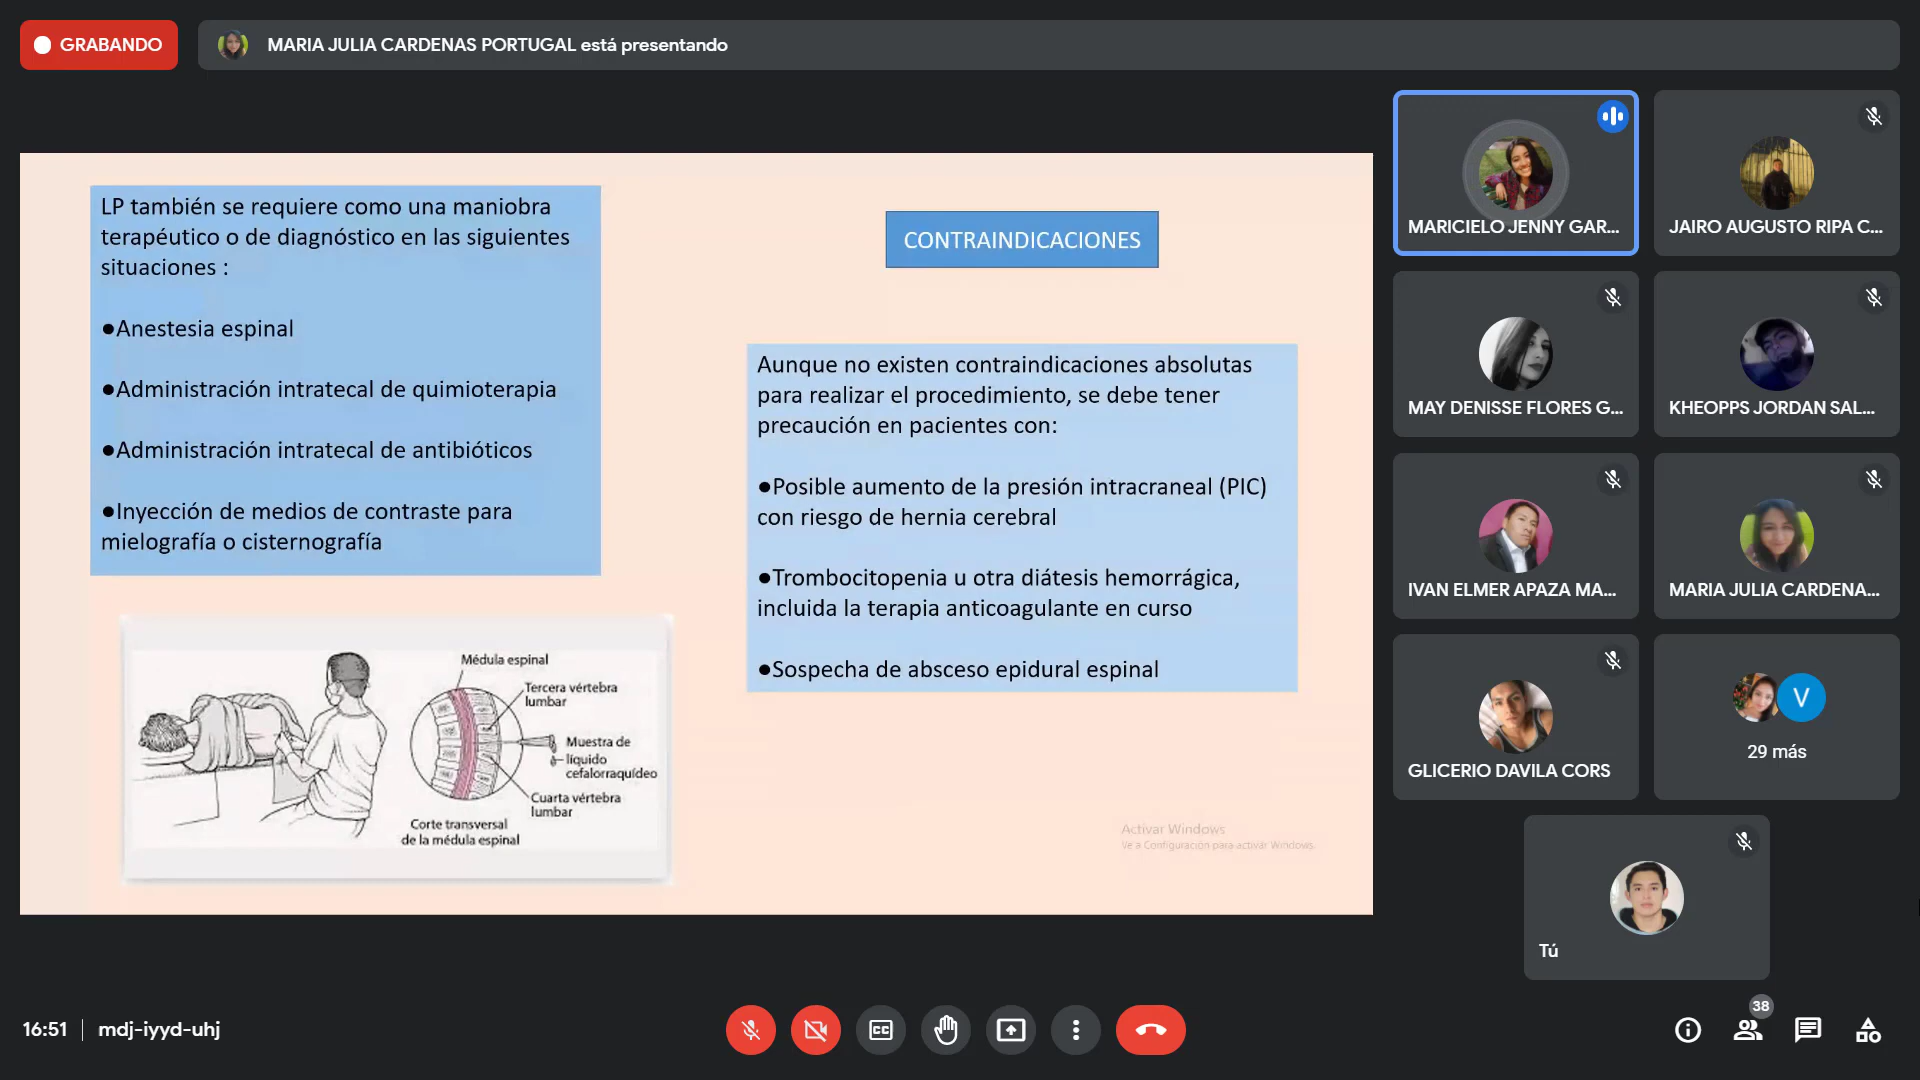 GRABANDO
MARIA JULIA CARDENAS PORTUGAL está presentando
LP también se requiere como una maniobra
terapéutico o de diagnóstico en las siguientes
situaciones :
●Anestesia espinal
●Administración intratecal de quimioterapia
●Administración intratecal de antibióticos
●Inyección de medios de contraste para
mielografía o cisternografía
Médula espinal
Tercera vértebra
lumbar
Muestra de
líquido
cefalorraquídeo
Cuarta vértebra
lumbar
Corte transversal
de la médula espinal
CONTRAINDICACIONES
Aunque no existen contraindicaciones absolutas
para realizar el procedimiento, se debe tener
precaución en pacientes con:
●Posible aumento de la presión intracraneal (PIC)
con riesgo de hernia cerebral
●Trombocitopenia u otra diátesis hemorrágica,
incluida la terapia anticoagulante en curso
●Sospecha de absceso epidural espinal
Activar Windows
Ve a Configuración para activar Windows.
MARICIELO JENNY GAR...
JAIRO AUGUSTO RIPA C...
MAY DENISSE FLORES G...
KHEOPPS JORDAN SAL...
IVAN ELMER APAZA MA...
MARIA JULIA CARDENA...
GLICERIO DAVILA CORS
V
29 más
Tú
16:51
mdj-iyyd-uhj
CC
38